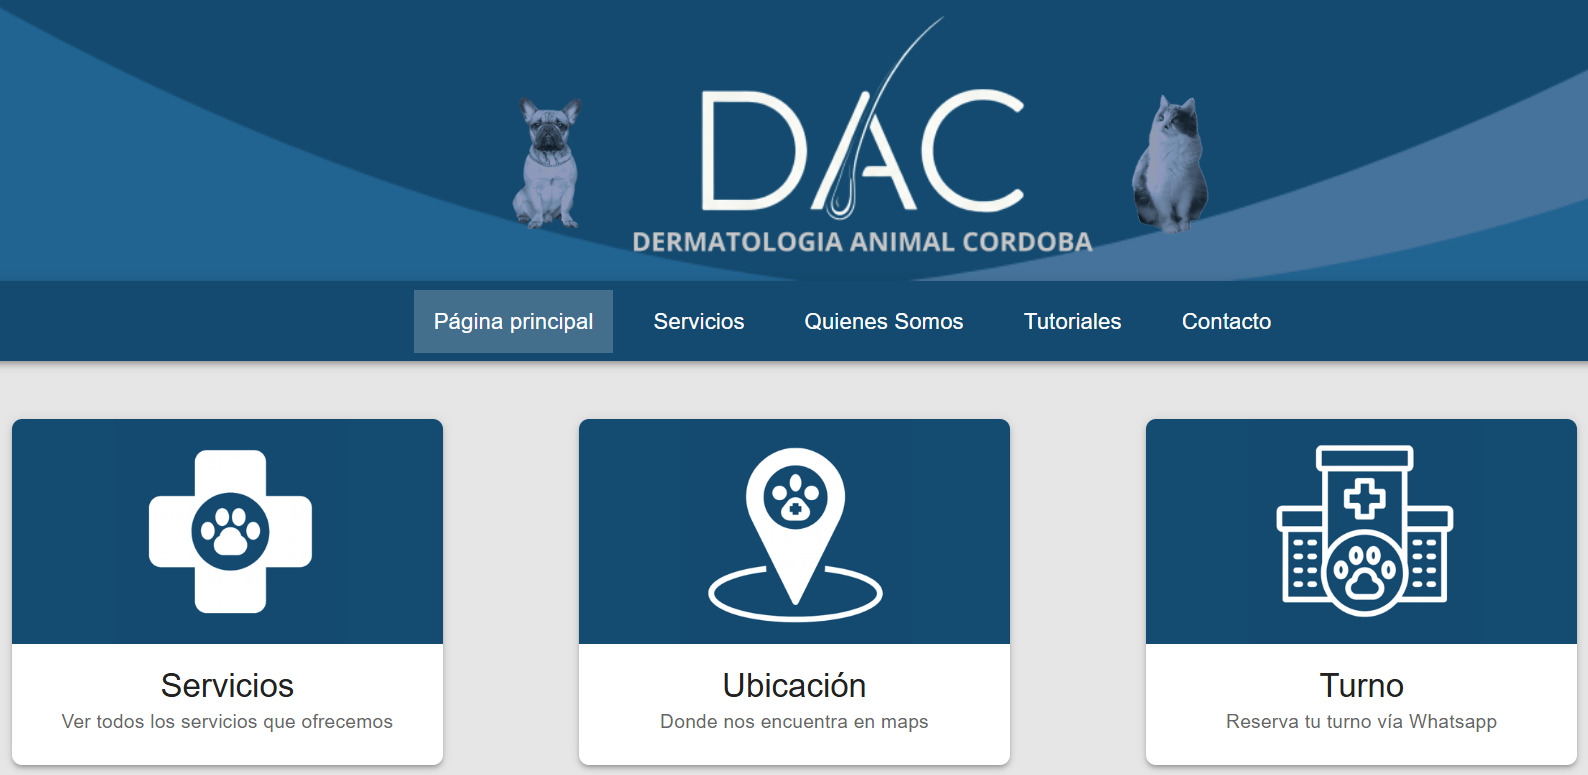 DAC
DERMATOLOGIA ANIMAL CORDOBA
Página principal
Servicios
Quienes Somos
Tutoriales
Contacto
Servicios
Ver todos los servicios que ofrecemos
Ubicación
Donde nos encuentra en maps
Turno
Reserva tu turno vía Whatsapp